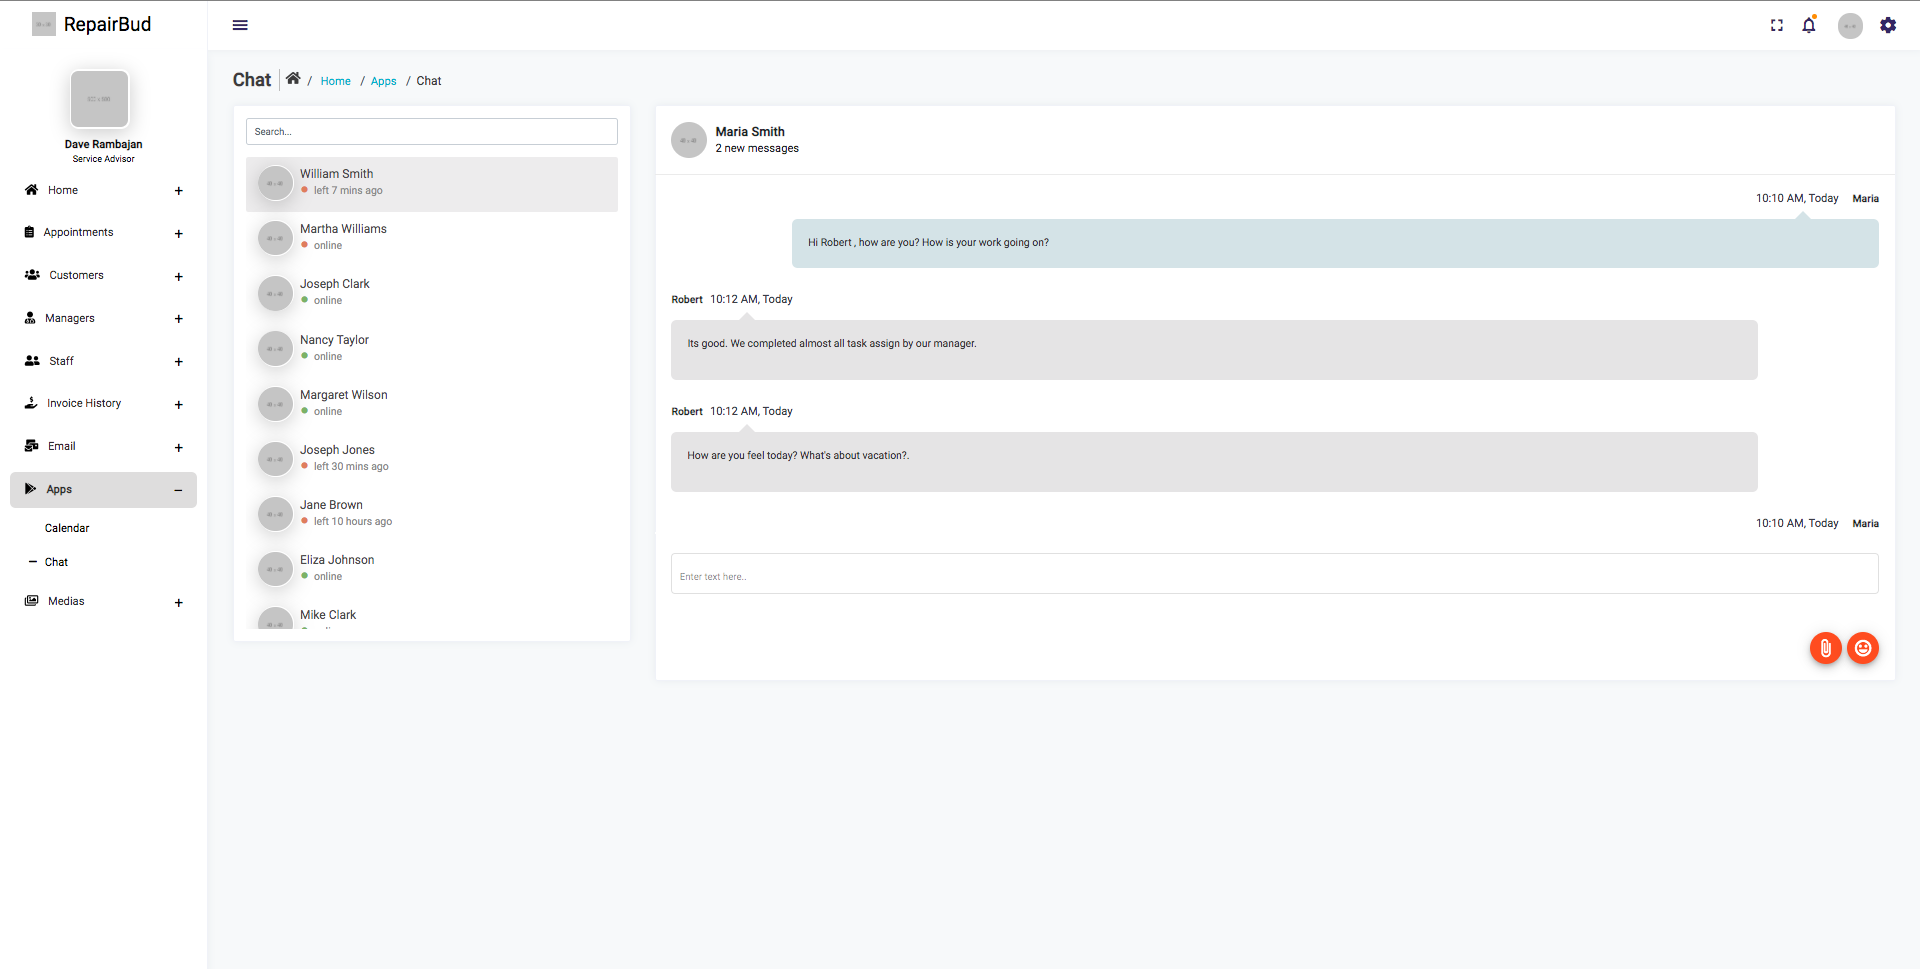 RepairBud
Dave Rambajan
Service Advisor
Home +
Appointments +
Customers +
Managers +
Staff +
Invoice History +
Email +
Apps –
Calendar
– Chat
Medias +
Chat / Home / Apps / Chat
Search...
William Smith
left 7 mins ago
Martha Williams
online
Joseph Clark
online
Nancy Taylor
online
Margaret Wilson
online
Joseph Jones
left 30 mins ago
Jane Brown
left 10 hours ago
Eliza Johnson
online
Mike Clark
Maria Smith
2 new messages
10:10 AM, Today Maria
Hi Robert , how are you? How is your work going on?
Robert 10:12 AM, Today
Its good. We completed almost all task assign by our manager.
Robert 10:12 AM, Today
How are you feel today? What's about vacation?.
10:10 AM, Today Maria
Enter text here..